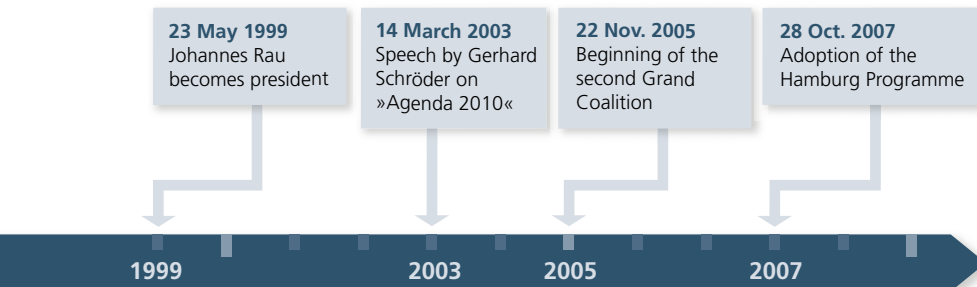 23 May 1999
Johannes Rau
becomes president
14 March 2003
Speech by Gerhard
Schröder on
»Agenda 2010«
22 Nov. 2005
Beginning of the
second Grand
Coalition
28 Oct. 2007
Adoption of the
Hamburg Programme
1999
2003
2005
2007